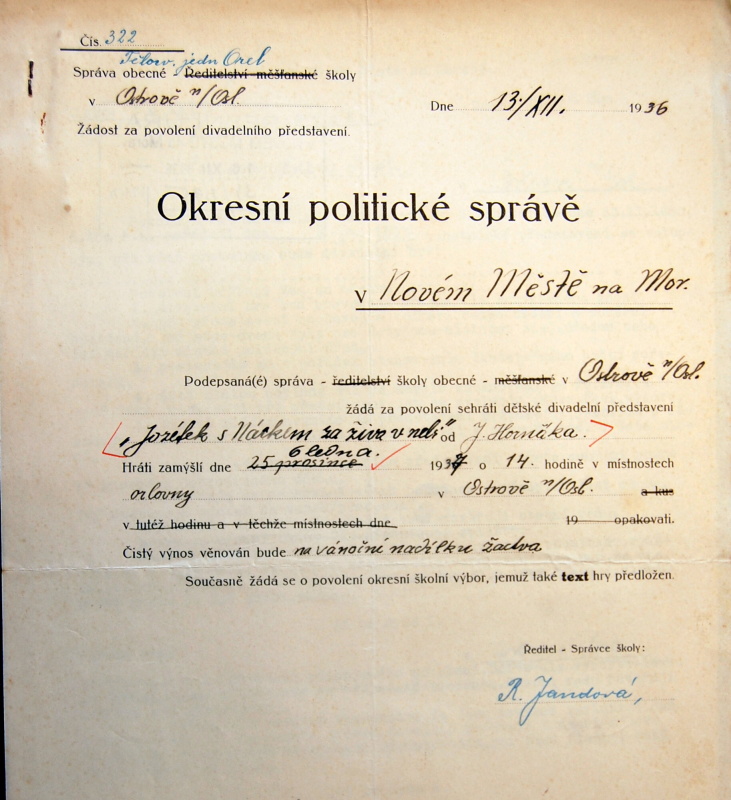 Čís. 322
Tělov. jedn Orel
Správa obecné - Ředitelství měšťanské školy
v Ostrově n/Osl.
Dne 13./XII. 1936
Žádost za povolení divadelního představení.
Okresní politické správě
v Novém Městě na Mor.
Podepsaná(é) správa - ředitelství školy obecné - měšťanské v Ostrově n/Osl.
žádá za povolení sehráti dětské divadelní představení
„Jozéfek s Náckem za živa v nebi" od J. Horňáka.
6 ledna.
Hráti zamýšlí dne 25 prosince 1937 o 14. hodině v místnostech
orlovny v Ostrově n/Osl. a kus
v tutéž hodinu a v těchže místnostech dne 19 opakovati.
Čistý výnos věnován bude na vánoční nadílku žactva
Současně žádá se o povolení okresní školní výbor, jemuž také text hry předložen.
Ředitel - Správce školy:
R. Jandová,